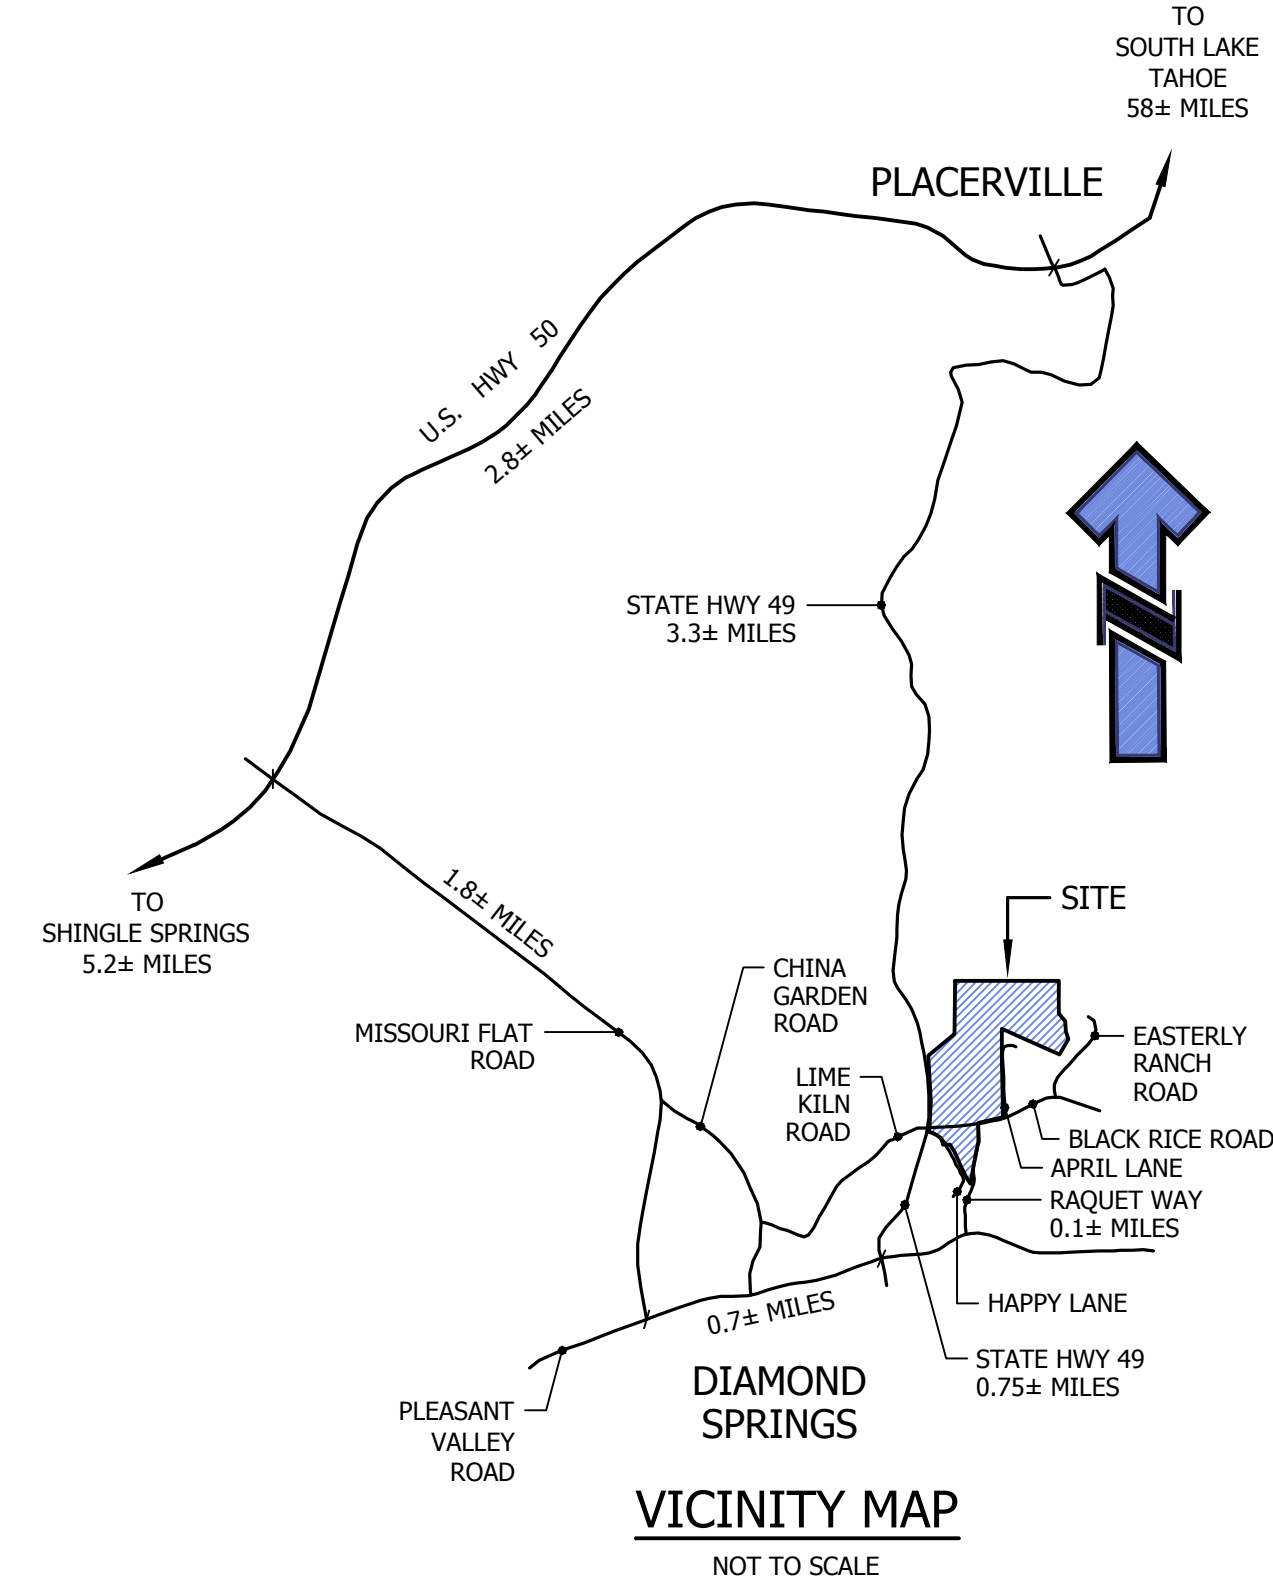 TO
SOUTH LAKE
TAHOE
58± MILES
PLACERVILLE
U.S. HWY 50
2.8± MILES
STATE HWY 49
3.3± MILES
TO
SHINGLE SPRINGS
5.2± MILES
1.8± MILES
SITE
CHINA
GARDEN
ROAD
MISSOURI FLAT
ROAD
LIME
KILN
ROAD
EASTERLY
RANCH
ROAD
BLACK RICE ROAD
APRIL LANE
RAQUET WAY
0.1± MILES
HAPPY LANE
0.7± MILES
STATE HWY 49
0.75± MILES
DIAMOND
SPRINGS
PLEASANT
VALLEY
ROAD
VICINITY MAP
NOT TO SCALE